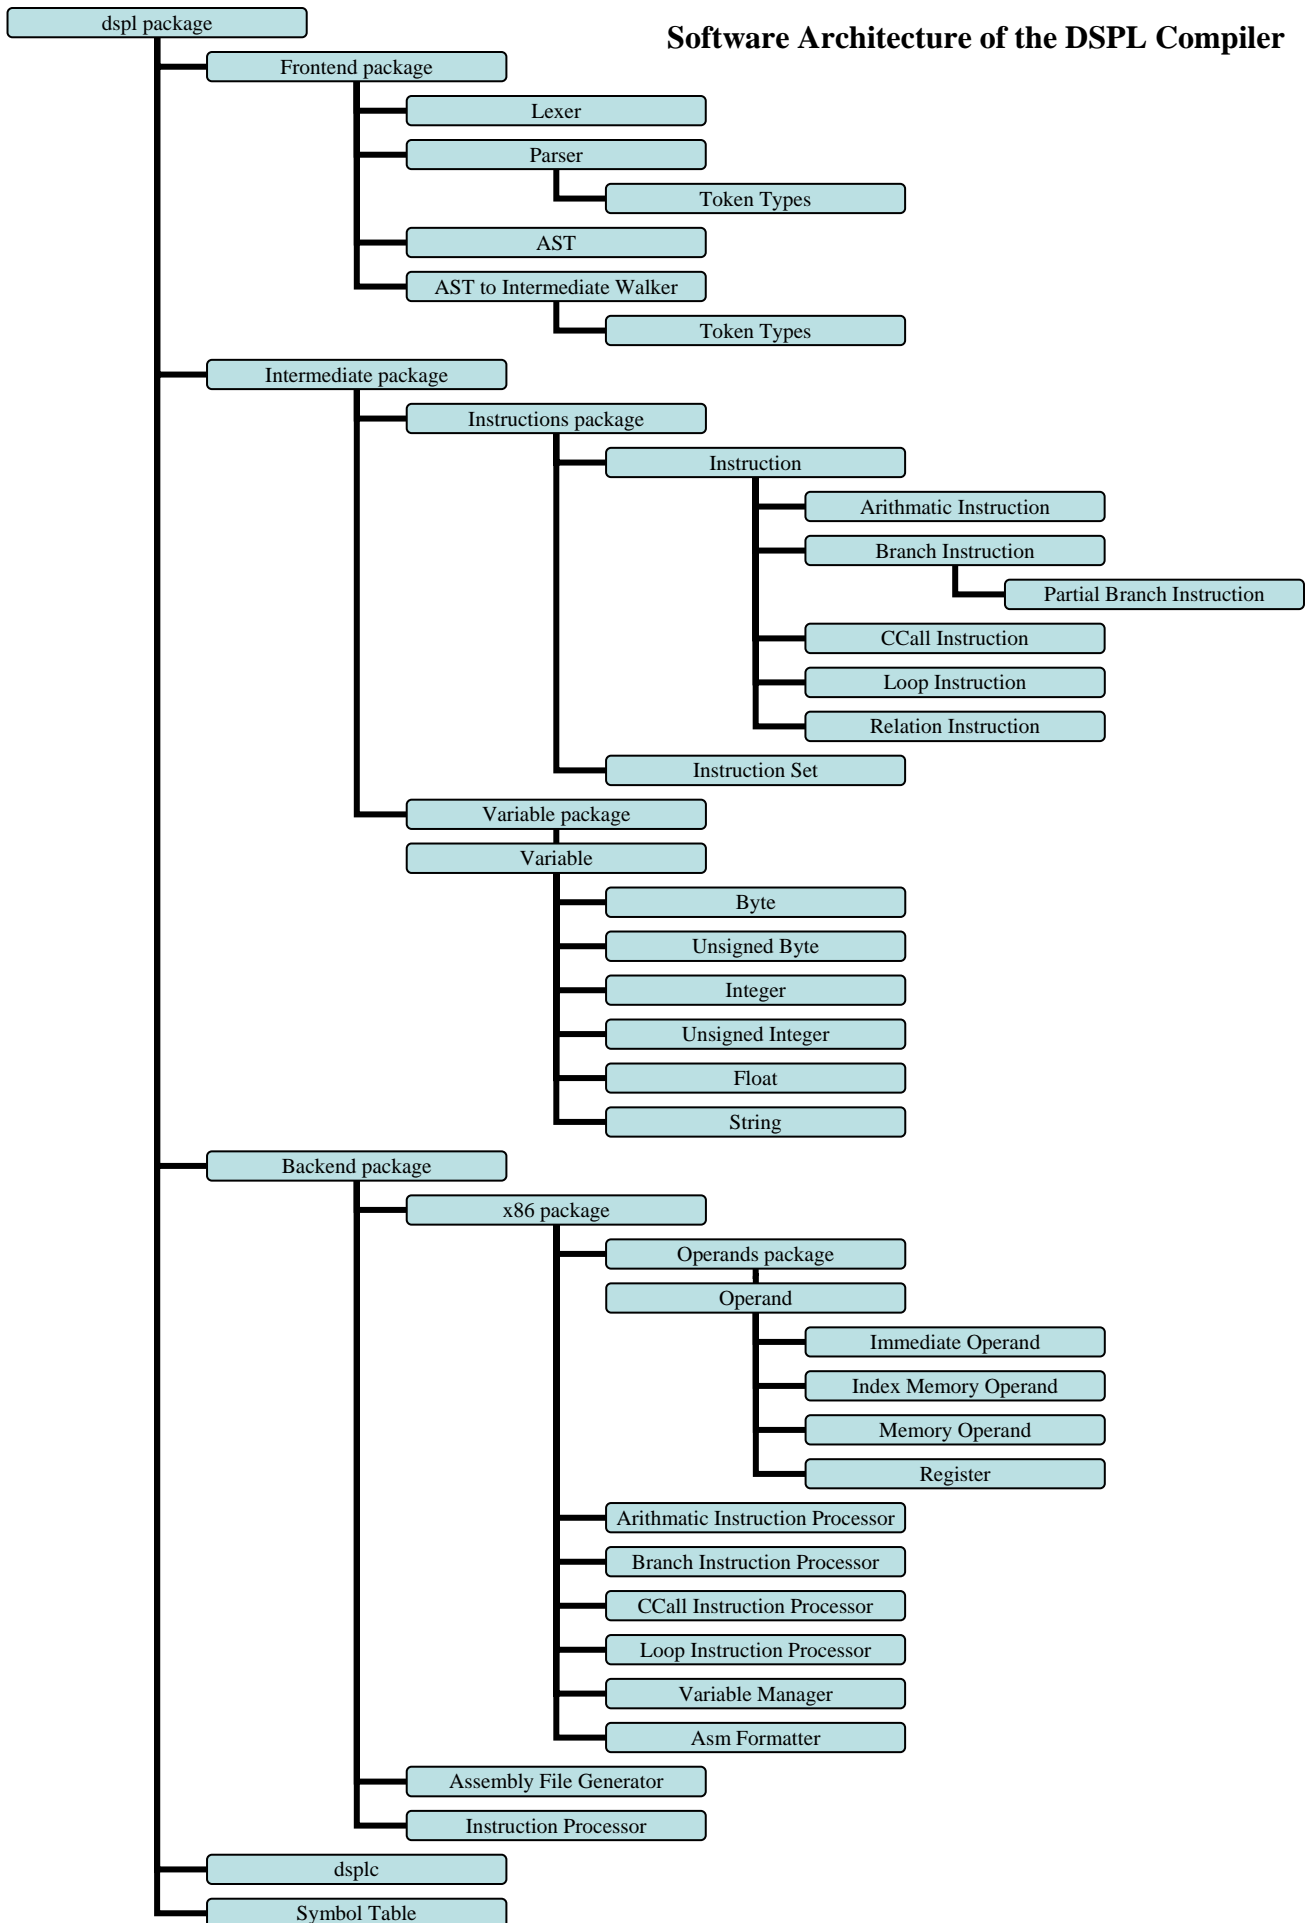 dspl package
Software Architecture of the DSPL Compiler
Frontend package
Lexer
Parser
Token Types
AST
AST to Intermediate Walker
Token Types
Intermediate package
Instructions package
Instruction
Arithmatic Instruction
Branch Instruction
Partial Branch Instruction
CCall Instruction
Loop Instruction
Relation Instruction
Instruction Set
Variable package
Variable
Byte
Unsigned Byte
Integer
Unsigned Integer
Float
String
Backend package
x86 package
Operands package
Operand
Immediate Operand
Index Memory Operand
Memory Operand
Register
Arithmatic Instruction Processor
Branch Instruction Processor
CCall Instruction Processor
Loop Instruction Processor
Variable Manager
Asm Formatter
Assembly File Generator
Instruction Processor
dsplc
Symbol Table